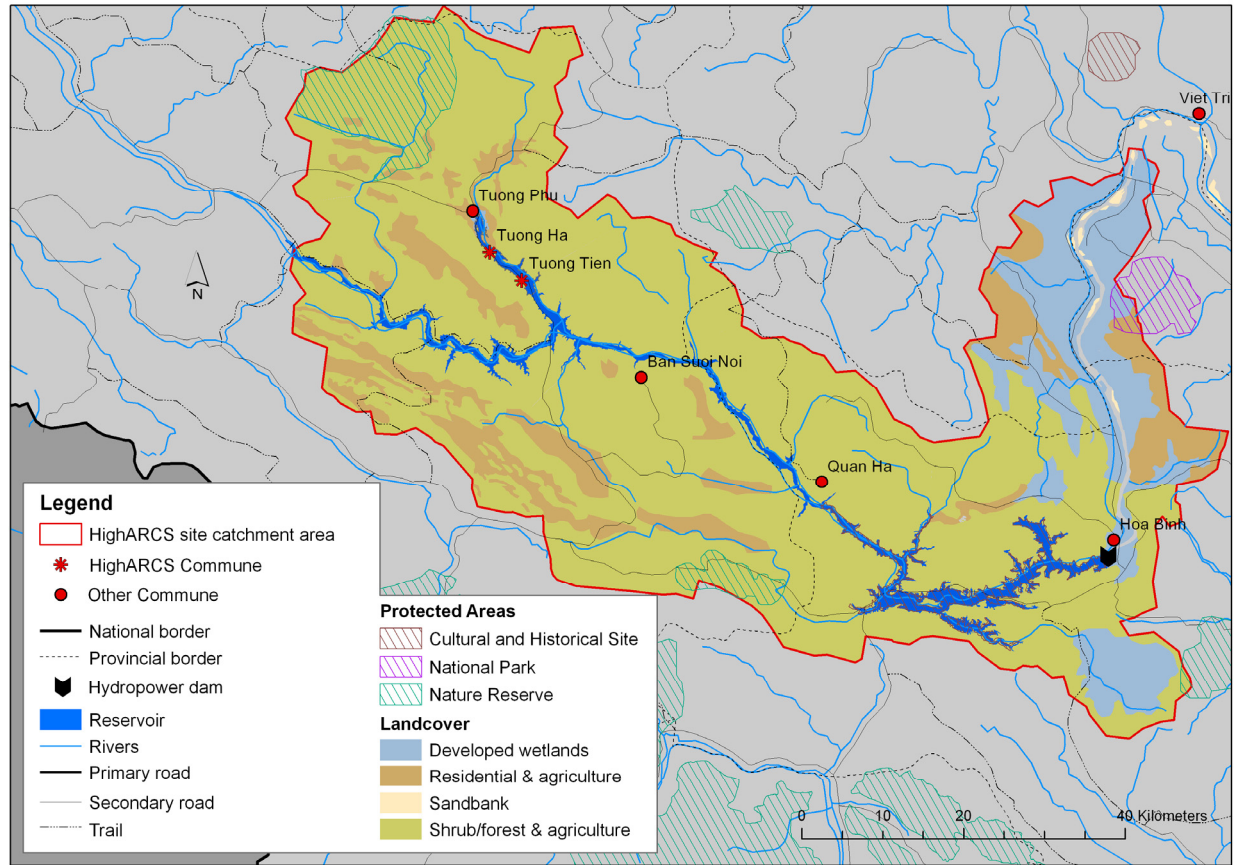 Viet Tri
Tuong Phu
Tuong Ha
Tuong Tien
N
Ban Suoi Noi
Quan Ha
Hoa Binh
Legend
HighARCS site catchment area
HighARCS Commune
Other Commune
National border
Provincial border
Hydropower dam
Reservoir
Rivers
Primary road
Secondary road
Trail
Protected Areas
Cultural and Historical Site
National Park
Nature Reserve
Landcover
Developed wetlands
Residential & agriculture
Sandbank
Shrub/forest & agriculture
0 10 20 40 Kilometers